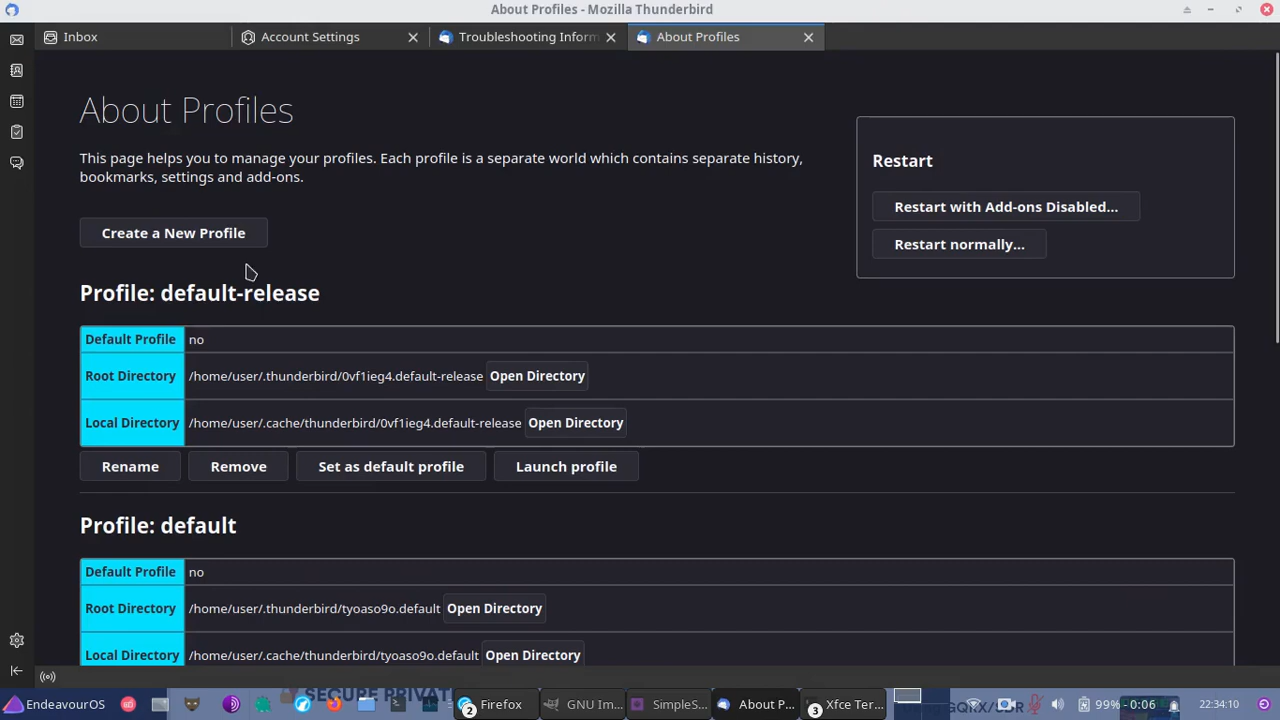 About Profiles - Mozilla Thunderbird
Inbox
Account Settings
Troubleshooting Inform
About Profiles
About Profiles
This page helps you to manage your profiles. Each profile is a separate world which contains separate history,
bookmarks, settings and add-ons.
Restart
Restart with Add-ons Disabled...
Create a New Profile
Restart normally...
Profile: default-release
Default Profile no
Root Directory /home/user/.thunderbird/0vf1ieg4.default-release Open Directory
Local Directory /home/user/.cache/thunderbird/0vf1ieg4.default-release Open Directory
Rename Remove Set as default profile Launch profile
Profile: default
Default Profile no
Root Directory /home/user/.thunderbird/tyoaso9o.default Open Directory
Local Directory /home/user/.cache/thunderbird/tyoaso9o.default Open Directory
EndeavourOS SECURE PRIVAT 2 Firefox GNU Im... SimpleS... About P... 3 Xfce Ter... 99% -0:06
22:34:10